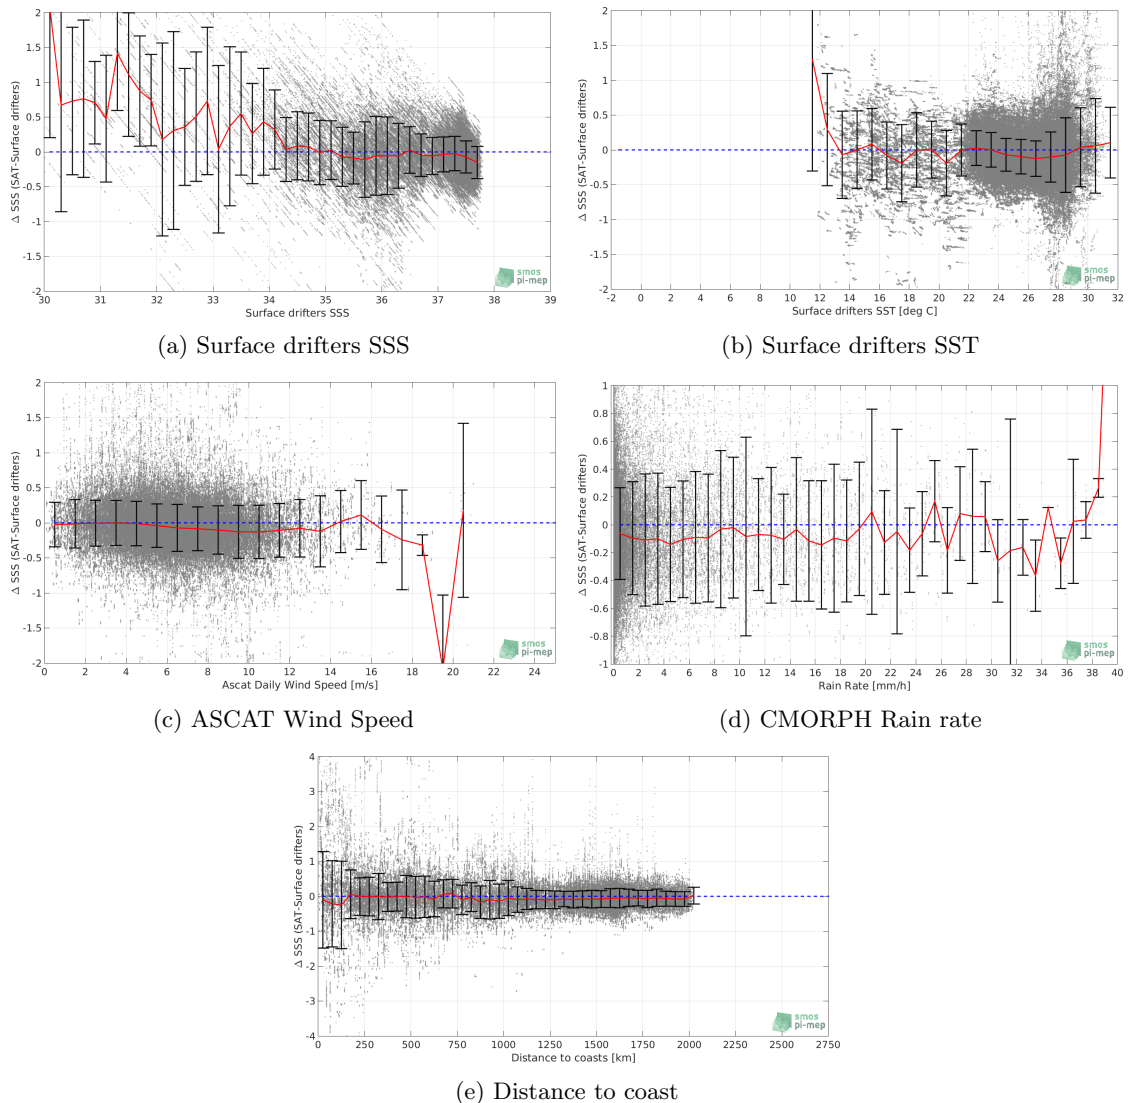 2
1.5
1
0.5
0
-0.5
-1
-1.5
-2
Δ SSS (SAT-Surface drifters)
30 31 32 33 34 35 36 37 38 39
Surface drifters SSS
smos
pi-mep
(a) Surface drifters SSS
2
1.5
1
0.5
0
-0.5
-1
-1.5
-2
Δ SSS (SAT-Surface drifters)
-2 0 2 4 6 8 10 12 14 16 18 20 22 24 26 28 30 32
Surface drifters SST [deg C]
smos
pi-mep
(b) Surface drifters SST
2
1.5
1
0.5
0
-0.5
-1
-1.5
-2
Δ SSS (SAT-Surface drifters)
0 2 4 6 8 10 12 14 16 18 20 22 24
Ascat Daily Wind Speed [m/s]
smos
pi-mep
(c) ASCAT Wind Speed
1
0.8
0.6
0.4
0.2
0
-0.2
-0.4
-0.6
-0.8
-1
Δ SSS (SAT-Surface drifters)
0 2 4 6 8 10 12 14 16 18 20 22 24 26 28 30 32 34 36 38 40
Rain Rate [mm/h]
smos
pi-mep
(d) CMORPH Rain rate
4
3
2
1
0
-1
-2
-3
-4
Δ SSS (SAT-Surface drifters)
0 250 500 750 1000 1250 1500 1750 2000 2250 2500 2750
Distance to coasts [km]
smos
pi-mep
(e) Distance to coast